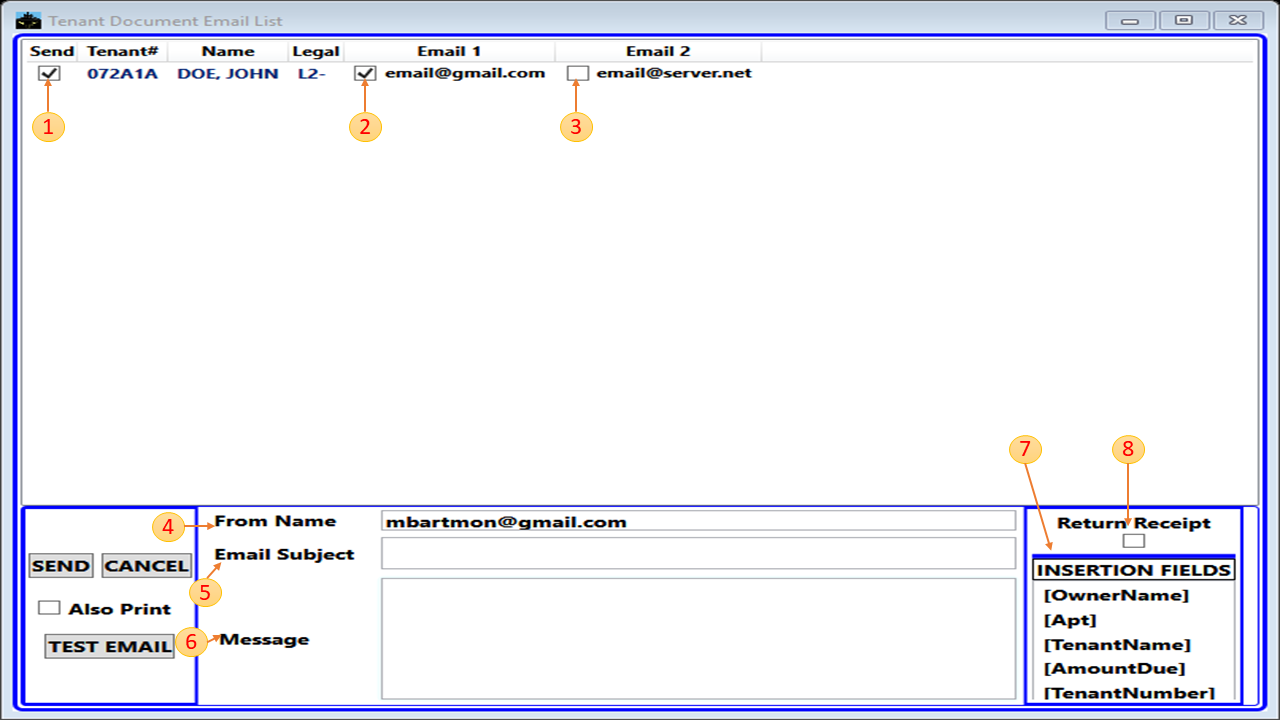 Tenant Document Email List
Send Tenant# Name Legal Email 1 Email 2
072A1A DOE, JOHN L2- email@gmail.com email@server.net
1 2 3
7 8
4 From Name mbartmon@gmail.com Return Receipt
Email Subject
SEND CANCEL INSERTION FIELDS
5 [OwnerName]
Also Print [Apt]
6 Message
TEST EMAIL [TenantName]
[AmountDue]
[TenantNumber]